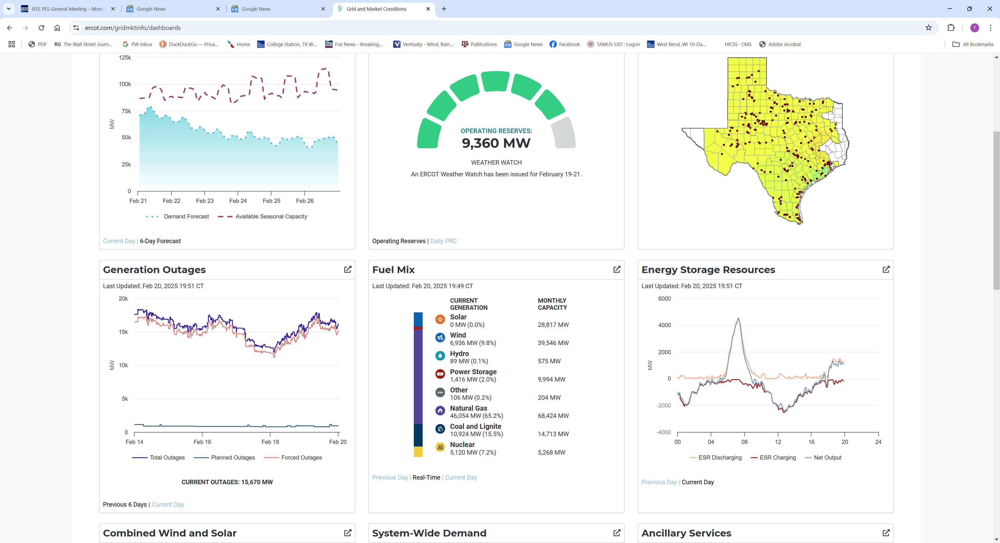 IEEE PES General Meeting – More
Google News
Google News
Grid and Market Conditions
ercot.com/gridmktinfo/dashboards
T
PDF
WSJ The Wall Street Journ...
PW Inbox
DuckDuckGo — Priva...
Home
College Station, TX W...
Fox News - Breaking...
Ventusky - Wind, Rain...
Publications
Google News
Facebook
TAMUS SSO : Logon
West Bend, WI 10-Da...
HICSS · CMS
Adobe Acrobat
All Bookmarks
125k
100k
75k
50k
25k
0
MW
Feb 21 Feb 22 Feb 23 Feb 24 Feb 25 Feb 26
Demand Forecast Available Seasonal Capacity
Current Day | 6-Day Forecast
OPERATING RESERVES:
9,360 MW
WEATHER WATCH
An ERCOT Weather Watch has been issued for February 19-21.
Operating Reserves | Daily PRC
Generation Outages
Last Updated: Feb 20, 2025 19:51 CT
20k
15k
10k
5k
0
MW
Feb 14 Feb 16 Feb 18 Feb 20
Total Outages Planned Outages Forced Outages
CURRENT OUTAGES: 15,670 MW
Previous 6 Days | Current Day
Fuel Mix
Last Updated: Feb 20, 2025 19:49 CT
CURRENT MONTHLY
GENERATION CAPACITY
Solar
0 MW (0.0%) 28,817 MW
Wind
6,936 MW (9.8%) 39,546 MW
Hydro
89 MW (0.1%) 575 MW
Power Storage
1,416 MW (2.0%) 9,994 MW
Other
106 MW (0.2%) 204 MW
Natural Gas
46,054 MW (65.2%) 68,424 MW
Coal and Lignite
10,924 MW (15.5%) 14,713 MW
Nuclear
5,120 MW (7.2%) 5,268 MW
Previous Day | Real-Time | Current Day
Energy Storage Resources
Last Updated: Feb 20, 2025 19:51 CT
6000
4000
2000
0
-2000
-4000
MW
00 04 08 12 16 20 24
ESR Discharging ESR Charging Net Output
Previous Day | Current Day
Combined Wind and Solar
System-Wide Demand
Ancillary Services